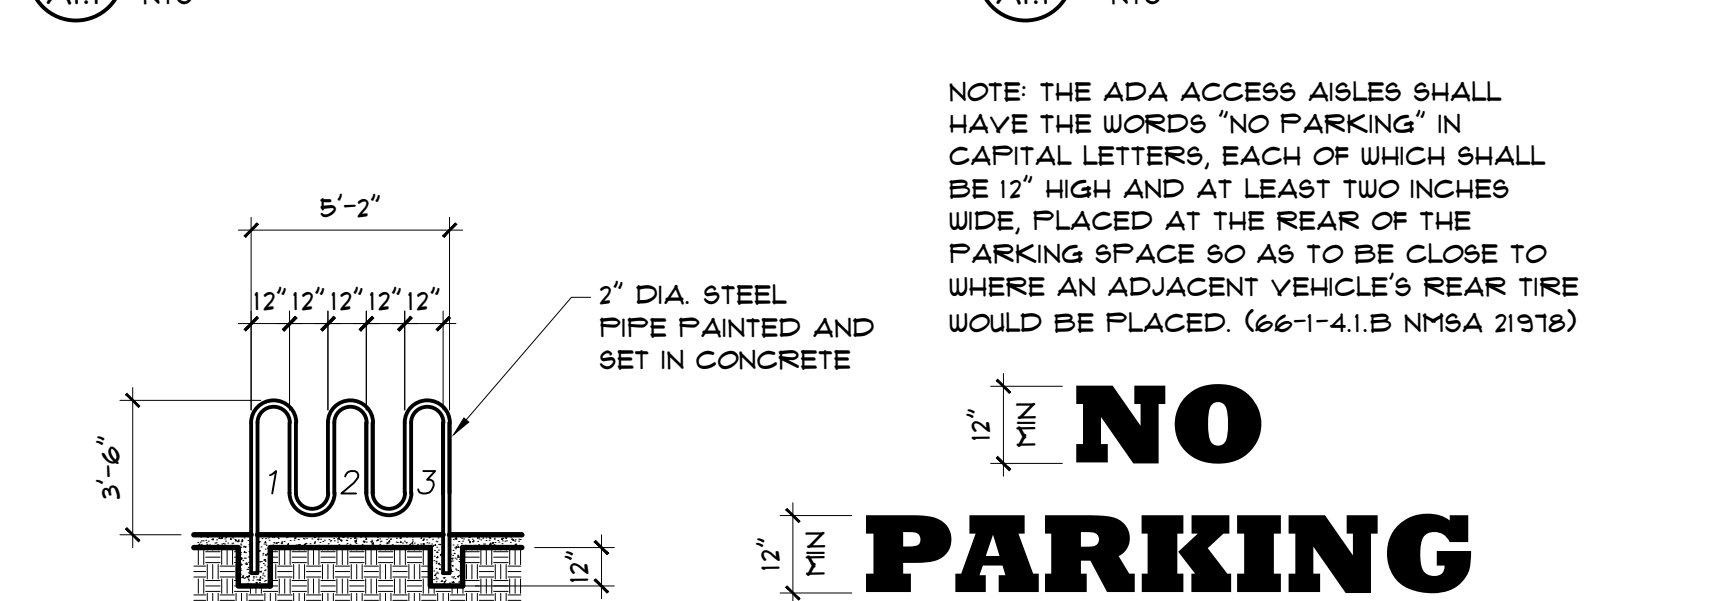 NOTE: THE ADA ACCESS AISLES SHALL
HAVE THE WORDS "NO PARKING" IN
CAPITAL LETTERS, EACH OF WHICH SHALL
BE 12" HIGH AND AT LEAST TWO INCHES
WIDE, PLACED AT THE REAR OF THE
PARKING SPACE SO AS TO BE CLOSE TO
WHERE AN ADJACENT VEHICLE'S REAR TIRE
WOULD BE PLACED. (66-1-4.1.B NMSA 21978)
5'-2"
12" 12" 12" 12" 12"
2" DIA. STEEL
PIPE PAINTED AND
SET IN CONCRETE
3'-6"
1 2 3
12"
12" MIN
NO
12" MIN
PARKING